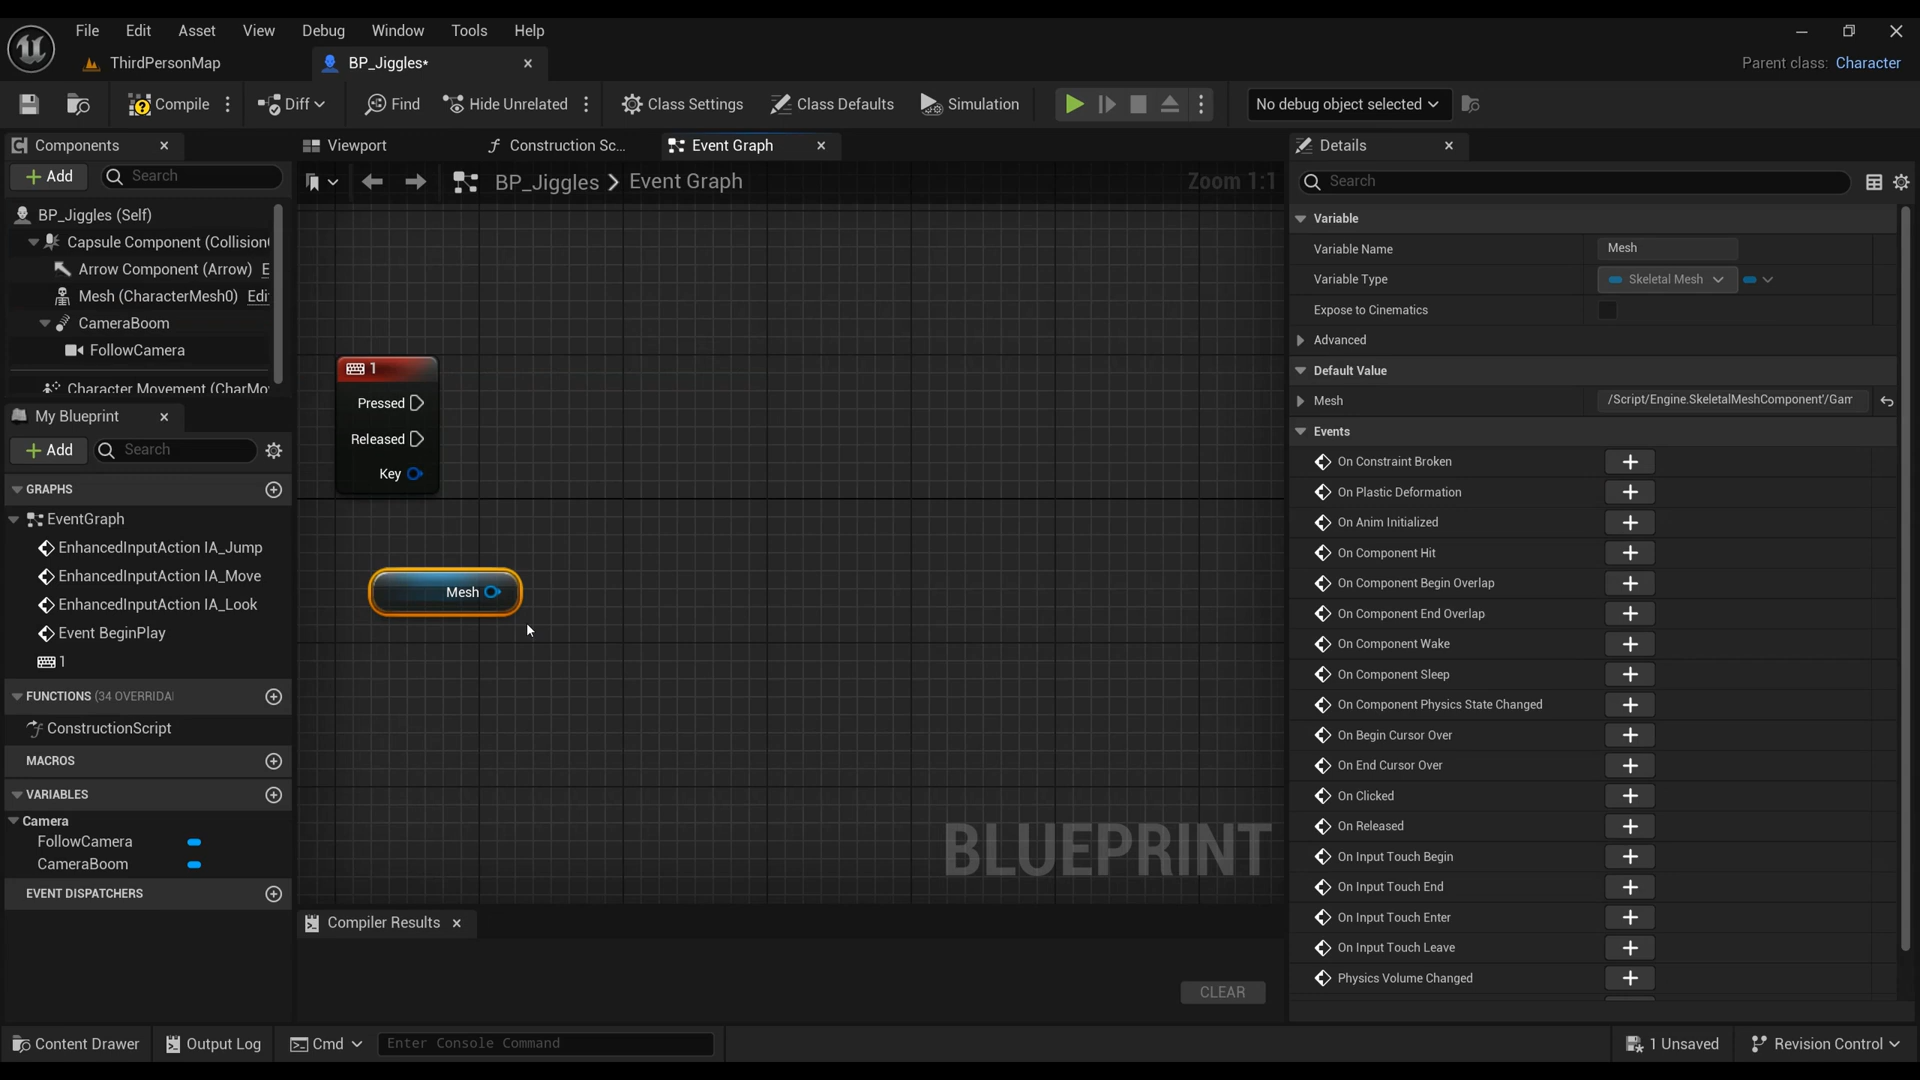 File Edit Asset View Debug Window Tools Help
ThirdPersonMap
BP_Jiggles*
Parent class: Character
Compile
Diff
Find
Hide Unrelated
Class Settings
Class Defaults
Simulation
No debug object selected
Components
Add
Search
BP_Jiggles (Self)
Capsule Component (Collision
Arrow Component (Arrow) E
Mesh (CharacterMesh0) Edi
CameraBoom
FollowCamera
Character Movement (CharMo
My Blueprint
Add
Search
GRAPHS
EventGraph
EnhancedInputAction IA_Jump
EnhancedInputAction IA_Move
EnhancedInputAction IA_Look
Event BeginPlay
1
FUNCTIONS (34 OVERRIDA
ConstructionScript
MACROS
VARIABLES
Camera
FollowCamera
CameraBoom
EVENT DISPATCHERS
Viewport
Construction Sc...
Event Graph
BP_Jiggles > Event Graph
Zoom 1:1
1
Pressed
Released
Key
Mesh
BLUEPRINT
Compiler Results
CLEAR
Details
Search
Variable
Variable Name Mesh
Variable Type Skeletal Mesh
Expose to Cinematics
Advanced
Default Value
Mesh /Script/Engine.SkeletalMeshComponent'/Gam
Events
On Constraint Broken
On Plastic Deformation
On Anim Initialized
On Component Hit
On Component Begin Overlap
On Component End Overlap
On Component Wake
On Component Sleep
On Component Physics State Changed
On Begin Cursor Over
On End Cursor Over
On Clicked
On Released
On Input Touch Begin
On Input Touch End
On Input Touch Enter
On Input Touch Leave
Physics Volume Changed
Content Drawer
Output Log
Cmd
Enter Console Command
1 Unsaved
Revision Control